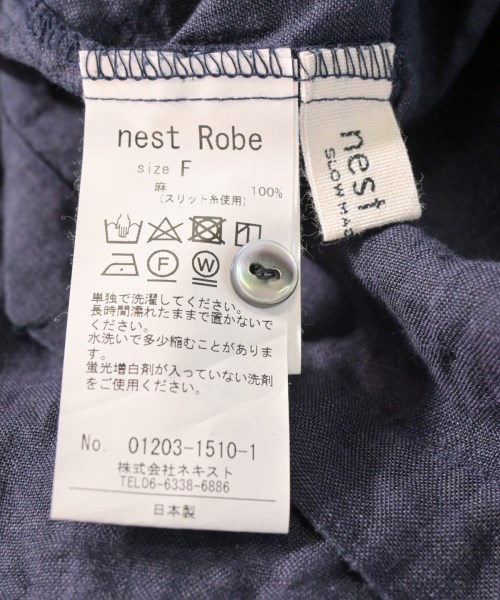 nest Robe
size F
麻 100%
(スリット糸使用)
F
W
単独で洗濯してください。
長時間濡れたままで置かないで
ください。
水洗いで多少縮むことがありま
す。
蛍光増白剤が入っていない洗剤
をご使用ください。
No. 01203-1510-1
株式会社ネキスト
TEL06-6338-6886
日本製
nest
SLOW MAD